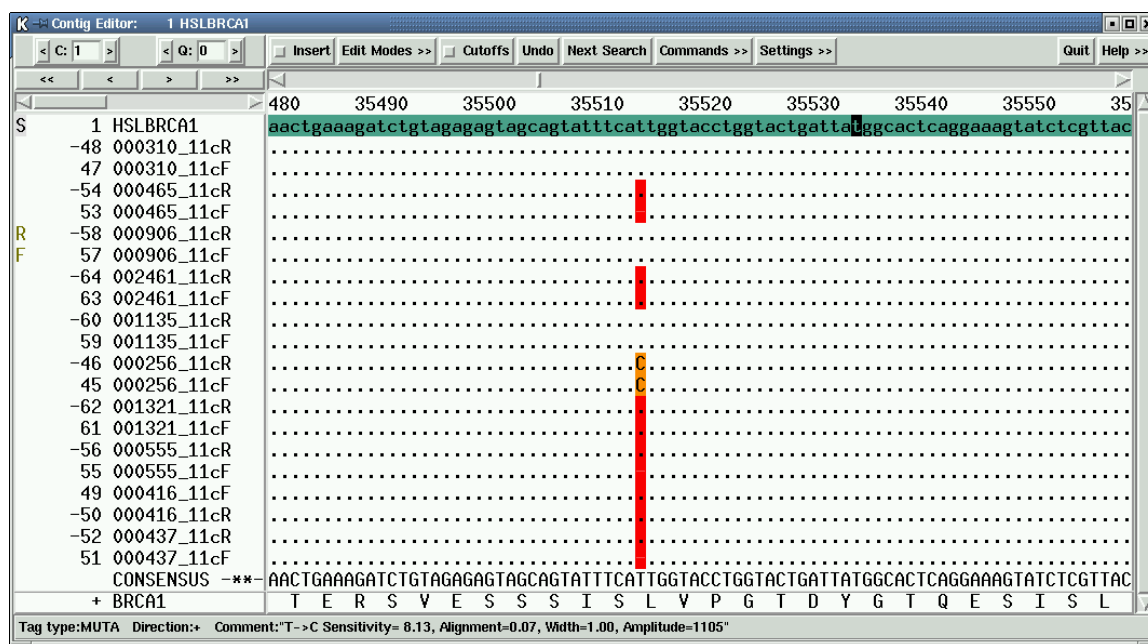 Contig Editor: 1 HSLBRCA1
< C: 1 > < Q: 0 > Insert Edit Modes >> Cutoffs Undo Next Search Commands >> Settings >> Quit Help >>
<< < > >>
480 35490 35500 35510 35520 35530 35540 35550 35
S 1 HSLBRCA1 aactgaaagatctgtagagagtagcagtatttcattggtacctggtactgattatggcactcaggaaagtatctcgttac
-48 000310_11cR
47 000310_11cF
-54 000465_11cR
53 000465_11cF
R -58 000906_11cR
F 57 000906_11cF
-64 002461_11cR
63 002461_11cF
-60 001135_11cR
59 001135_11cF
-46 000256_11cR C
45 000256_11cF C
-62 001321_11cR
61 001321_11cF
-56 000555_11cR
55 000555_11cF
49 000416_11cF
-50 000416_11cR
-52 000437_11cR
51 000437_11cF
CONSENSUS -**- AACTGAAAGATCTGTAGAGAGTAGCAGTATTTCATTGGTACCTGGTACTGATTATGGCACTCAGGAAAGTATCTCGTTAC
+ BRCA1 T E R S V E S S S I S L V P G T D Y G T Q E S I S L
Tag type:MUTA Direction:+ Comment:"T->C Sensitivity= 8.13, Alignment=0.07, Width=1.00, Amplitude=1105"